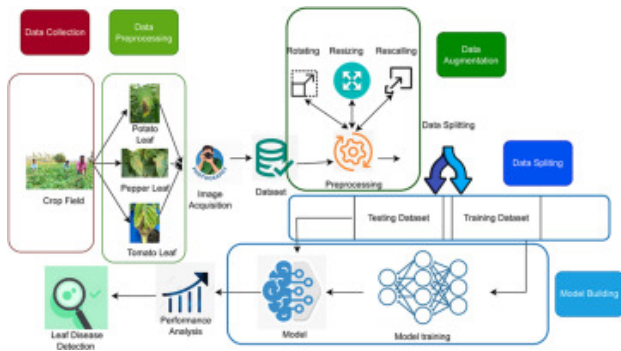 Data Collection
Data
Preprocessing
Data
Augmentation
Rotating
Resizing
Rescalling
Potato
Leaf
Pepper Leaf
Tomato Leaf
Crop Field
Image
Acquisition
Dataset
Preprocessing
Data Splitting
Data Spliting
Testing Dataset
Training Dataset
Model Building
Leaf Disease
Detection
Performance
Analysis
Model
Model training